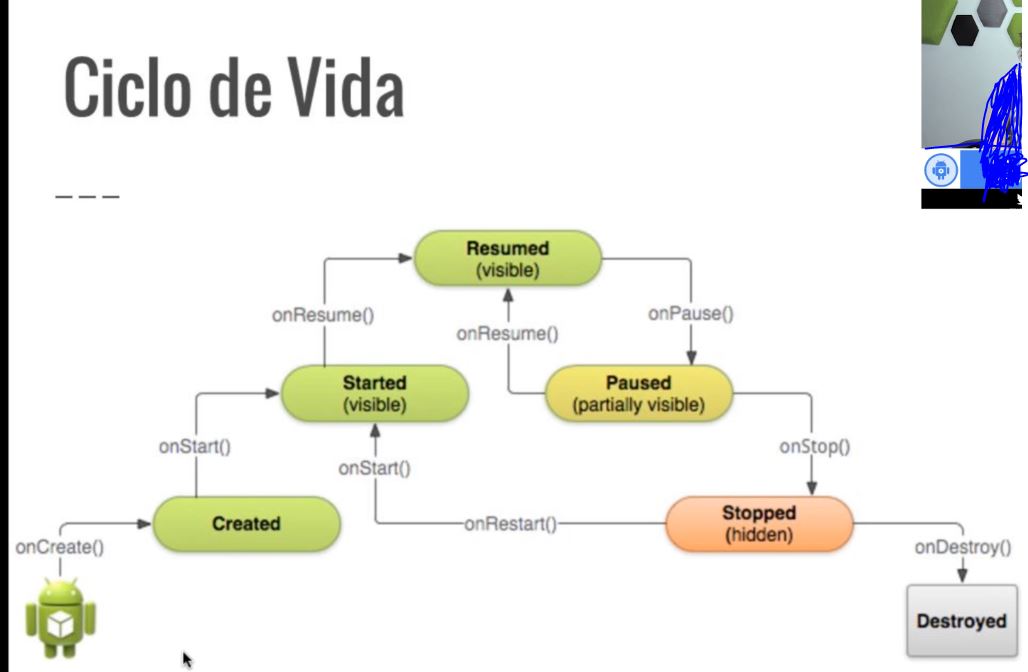 Ciclo de Vida
Resumed
(visible)
onResume()
onResume()
onPause()
Started
(visible)
Paused
(partially visible)
onStart()
onStart()
onStop()
Created
onRestart()
Stopped
(hidden)
onCreate()
onDestroy()
Destroyed